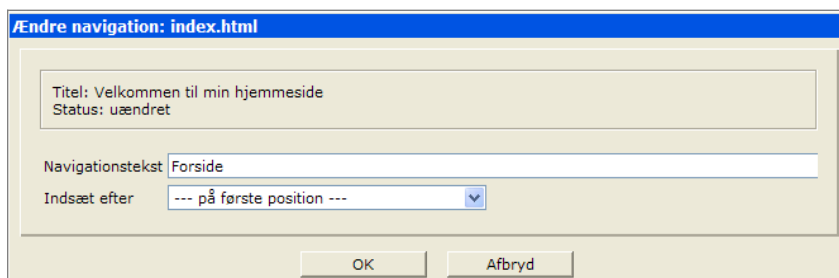 Ændre navigation: index.html
Titel: Velkommen til min hjemmeside
Status: uændret
Navigationstekst Forside
Indsæt efter --- på første position ---
OK Afbryd